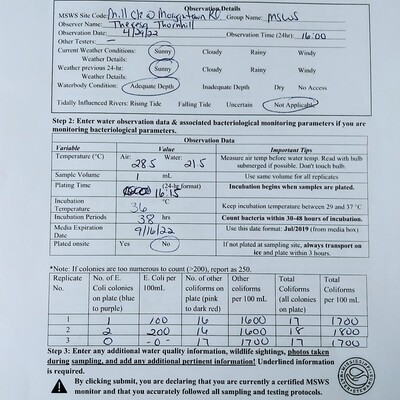 Observation Details
MSWS Site Code: Mill Ck @ Morgantown Rd. Group Name: MSWS
Observer Name: Theresa Thornhill
Observation Date: 4/29/22 Observation Time (24hr): 16:00
Other Testers: –
Current Weather Conditions: Sunny Cloudy Rainy Windy
Weather Details:
Weather previous 24-hr: Sunny Cloudy Rainy Windy
Weather Details:
Waterbody Condition: Adequate Depth Inadequate Depth Dry No Access
Tidally Influenced Rivers: Rising Tide Falling Tide Uncertain Not Applicable
Step 2: Enter water observation data & associated bacteriological monitoring parameters if you are
monitoring bacteriological parameters.
Observation Data
Variable Value Important Tips
Temperature (°C) Air: 28.5 Water: 21.5 Measure air temp before water temp. Read with bulb
submerged if possible. Don't touch bulb.
Sample Volume 1 mL Use same volume for all replicates
Plating Time 16:15 (24-hr format) Incubation begins when samples are plated.
Incubation Temperature 36 °C Keep incubation temperature between 29 and 37 °C
Incubation Periods 38 hrs Count bacteria within 30-48 hours of incubation.
Media Expiration Date 9/16/22 Use this date format: Jul/2019 (from media box)
Plated onsite Yes No If not plated at sampling site, always transport on
ice and plate within 3 hours.
*Note: If colonies are too numerous to count (>200), report as 250.
Replicate No. No. of E. Coli colonies on plate (blue to purple) E. Coli per 100mL No. of other coliforms on plate (pink to dark red) Other coliforms per 100 mL Total Coliforms (all colonies on plate) Total Coliforms per 100 mL
1 1 100 16 1600 17 1700
2 2 200 16 1600 18 1800
3 0 -0- 17 1700 17 1700
Step 3: Enter any additional water quality information, wildlife sightings, photos taken
during sampling, and add any additional information! Underlined information
is required.
By clicking submit, you are declaring that you are currently a certified MSWS
monitor and that you accurately followed all sampling and testing protocols.